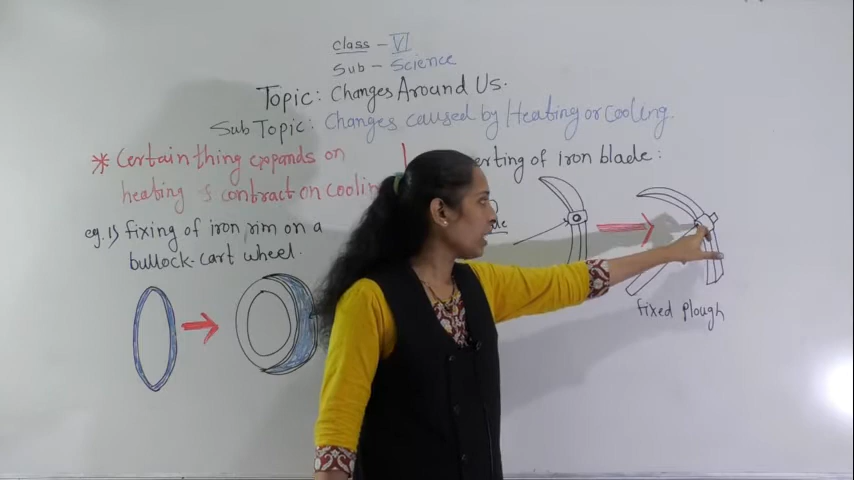 Class - VI
Sub - Science
Topic: Changes Around Us.
Sub Topic: Changes caused by Heating or Cooling.
* Certain thing expands on
heating & contract on coolin
eg. 1) fixing of iron rim on a
bullock-cart wheel.
erting of iron blade:
fixed plough